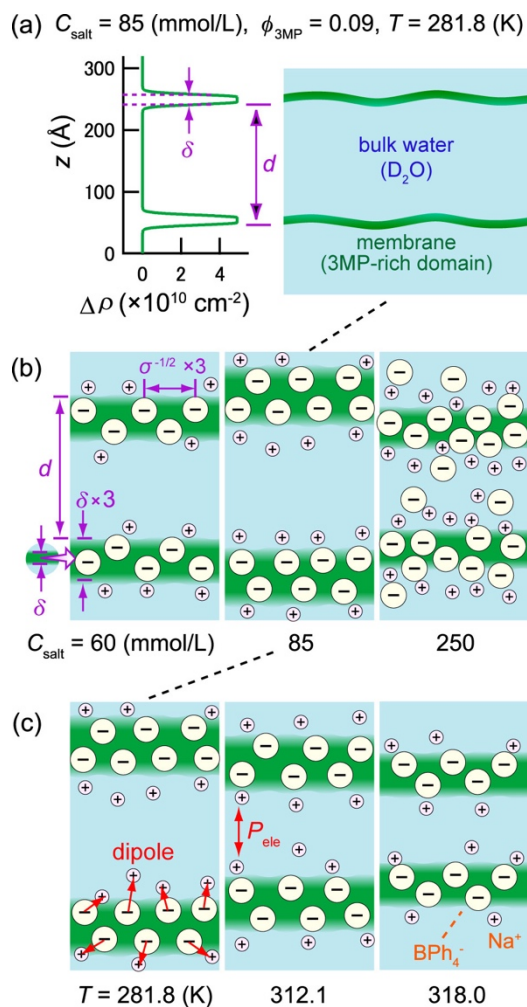 (a) C_salt = 85 (mmol/L), ϕ_3MP = 0.09, T = 281.8 (K)
300
200
100
0
z (Å)
δ
d
0 2 4
Δρ (×10^10 cm^-2)
bulk water
(D₂O)
membrane
(3MP-rich domain)
(b)
σ^-1/2 ×3
d
δ×3
δ
+ −
C_salt = 60 (mmol/L) 85 250
(c)
dipole
P_ele
BPh₄⁻
Na⁺
T = 281.8 (K) 312.1 318.0